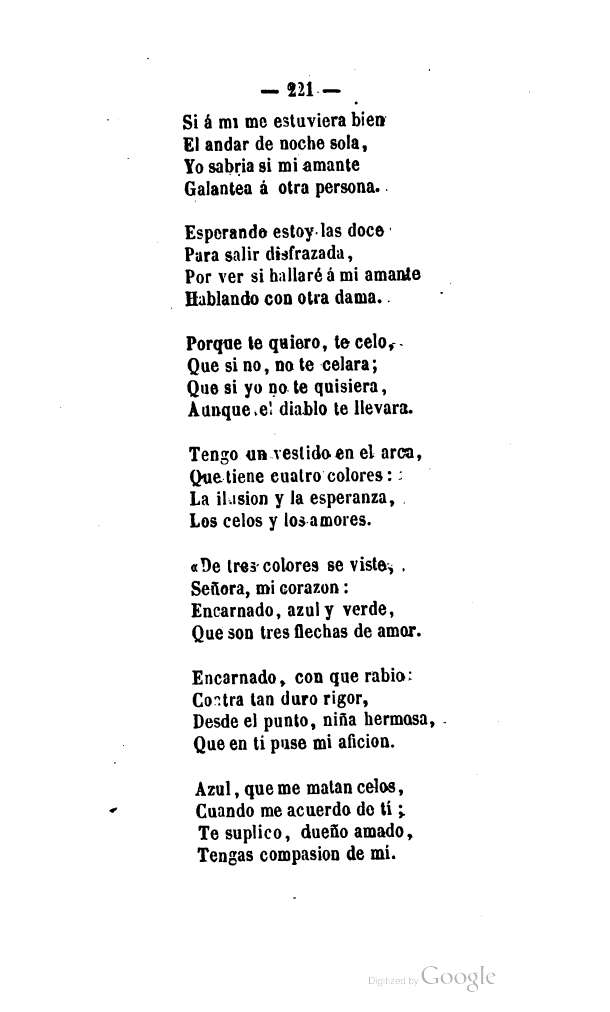 — 221 —
Si á mi me estuviera bien
El andar de noche sola,
Yo sabria si mi amante
Galantea á otra persona.
Esperando estoy las doce
Para salir disfrazada,
Por ver si hallaré á mi amante
Hablando con otra dama.
Porque te quiero, te celo,
Que si no, no te celara;
Que si yo no te quisiera,
Aunque el diablo te llevara.
Tengo un vestido en el arca,
Que tiene cuatro colores:
La ilusion y la esperanza,
Los celos y los amores.
«De tres colores se viste,
Señora, mi corazon:
Encarnado, azul y verde,
Que son tres flechas de amor.
Encarnado, con que rabio:
Contra tan duro rigor,
Desde el punto, niña hermosa,
Que en ti puse mi aficion.
Azul, que me matan celos,
Cuando me acuerdo de ti;
Te suplico, dueño amado,
Tengas compasion de mi.
Digitized by Google